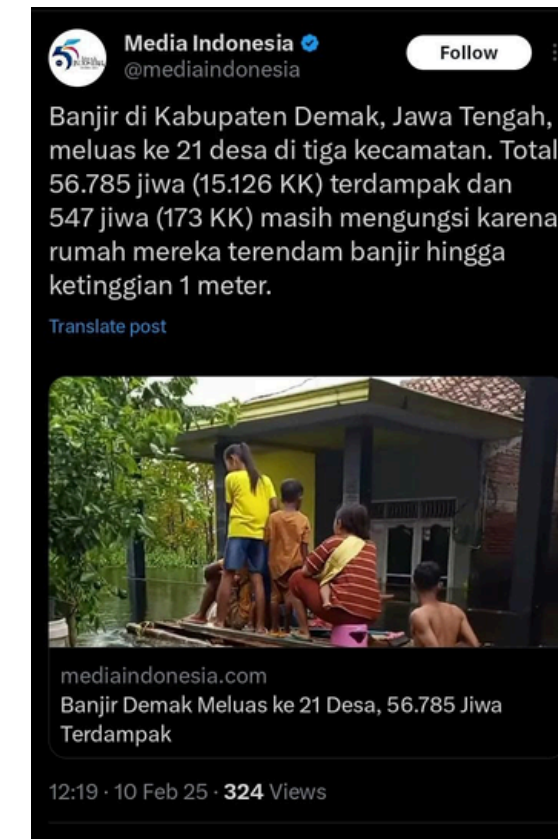 Media Indonesia
@mediaindonesia
Follow
Banjir di Kabupaten Demak, Jawa Tengah,
meluas ke 21 desa di tiga kecamatan. Total
56.785 jiwa (15.126 KK) terdampak dan
547 jiwa (173 KK) masih mengungsi karena
rumah mereka terendam banjir hingga
ketinggian 1 meter.
Translate post
mediaindonesia.com
Banjir Demak Meluas ke 21 Desa, 56.785 Jiwa
Terdampak
12:19 · 10 Feb 25 · 324 Views